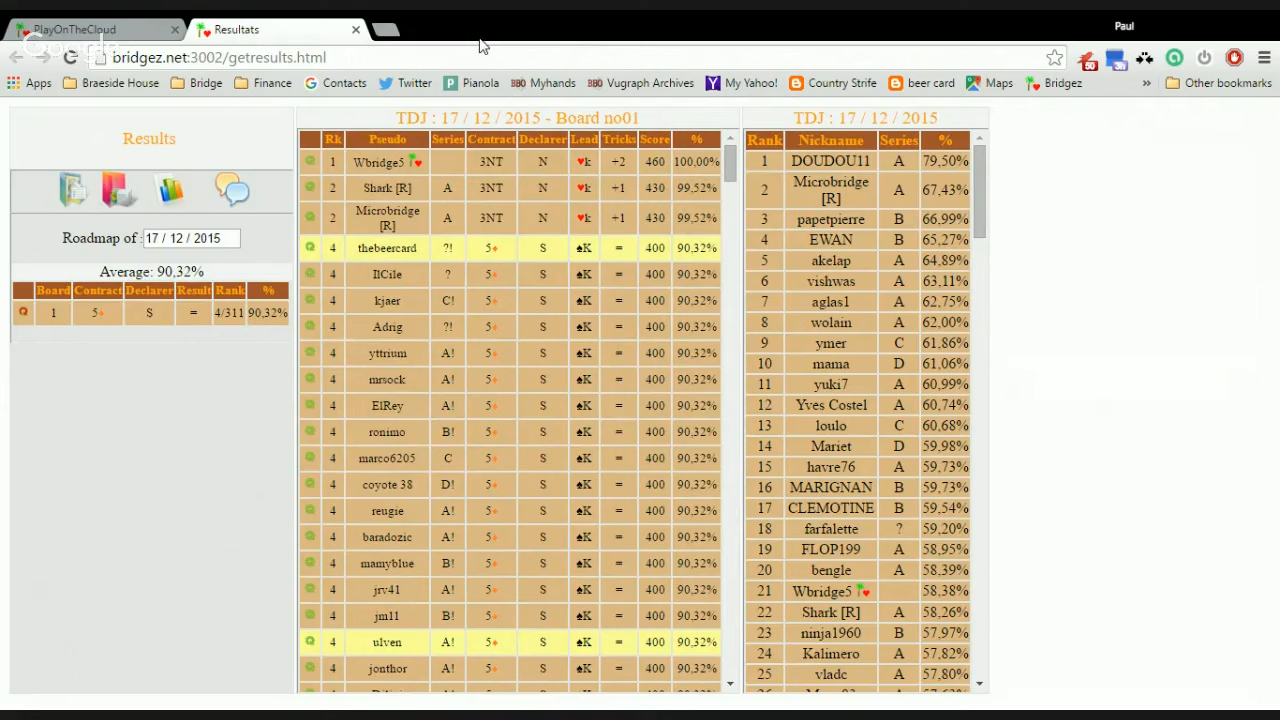 PlayOnTheCloud
Resultats
Paul
Google
bridgez.net:3002/getresults.html
Apps Braeside House Bridge Finance Contacts Twitter Pianola Myhands Vugraph Archives My Yahoo! Country Strife beer card Maps Bridgez » Other bookmarks
Results
Roadmap of : 17 / 12 / 2015
Average: 90,32%
Board Contract Declarer Result Rank %
1 5♦ S = 4/311 90,32%
TDJ : 17 / 12 / 2015 - Board no01
Rk Pseudo Series Contract Declarer Lead Tricks Score %
1 Wbridge5 3NT N ♥k +2 460 100,00%
2 Shark [R] A 3NT N ♥k +1 430 99,52%
2 Microbridge [R] A 3NT N ♥k +1 430 99,52%
4 thebeercard ?! 5♦ S ♠K = 400 90,32%
4 IlCile ? 5♦ S ♠K = 400 90,32%
4 kjaer C! 5♦ S ♠K = 400 90,32%
4 Adrig ?! 5♦ S ♠K = 400 90,32%
4 yttrium A! 5♦ S ♠K = 400 90,32%
4 mrsock A! 5♦ S ♠K = 400 90,32%
4 ElRey A! 5♦ S ♠K = 400 90,32%
4 ronimo B! 5♦ S ♠K = 400 90,32%
4 marco6205 C 5♦ S ♠K = 400 90,32%
4 coyote 38 D! 5♦ S ♠K = 400 90,32%
4 reugie A! 5♦ S ♠K = 400 90,32%
4 baradozic A! 5♦ S ♠K = 400 90,32%
4 mamyblue B! 5♦ S ♠K = 400 90,32%
4 jrv41 A! 5♦ S ♠K = 400 90,32%
4 jm11 B! 5♦ S ♠K = 400 90,32%
4 ulven A! 5♦ S ♠K = 400 90,32%
4 jonthor A! 5♦ S ♠K = 400 90,32%
TDJ : 17 / 12 / 2015
Rank Nickname Series %
1 DOUDOU11 A 79,50%
2 Microbridge [R] A 67,43%
3 papetpierre B 66,99%
4 EWAN B 65,27%
5 akelap A 64,89%
6 vishwas A 63,11%
7 aglas1 A 62,75%
8 wolain A 62,00%
9 ymer C 61,86%
10 mama D 61,06%
11 yuki7 A 60,99%
12 Yves Costel A 60,74%
13 loulo C 60,68%
14 Mariet D 59,98%
15 havre76 A 59,73%
16 MARIGNAN B 59,73%
17 CLEMOTINE B 59,54%
18 farfalette ? 59,20%
19 FLOP199 A 58,95%
20 bengle A 58,39%
21 Wbridge5 58,38%
22 Shark [R] A 58,26%
23 ninja1960 B 57,97%
24 Kalimero A 57,82%
25 vladc A 57,80%